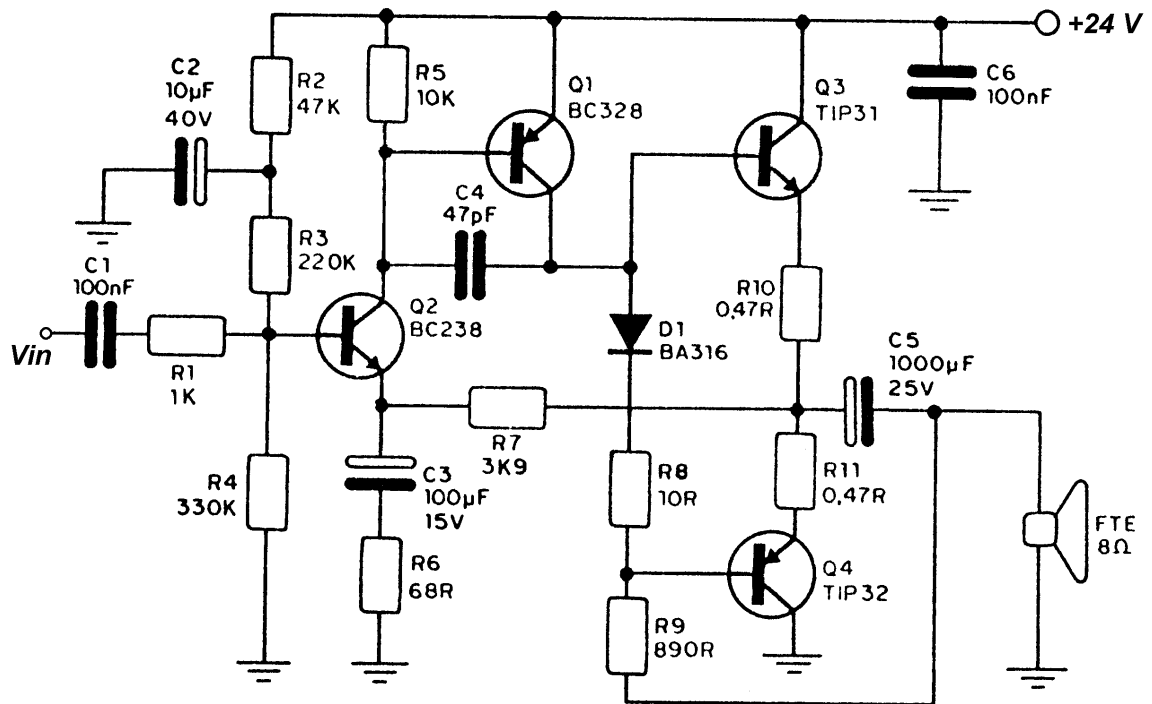 +24 V
C2
10µF
40V
R2
47K
R5
10K
Q1
BC328
Q3
TIP31
C6
100nF
C4
47pF
R3
220K
C1
100nF
Vin
R1
1K
Q2
BC238
R10
0,47R
D1
BA316
C5
1000µF
25V
R7
3K9
R4
330K
C3
100µF
15V
R8
10R
R11
0,47R
R6
68R
Q4
TIP32
FTE
8Ω
R9
890R